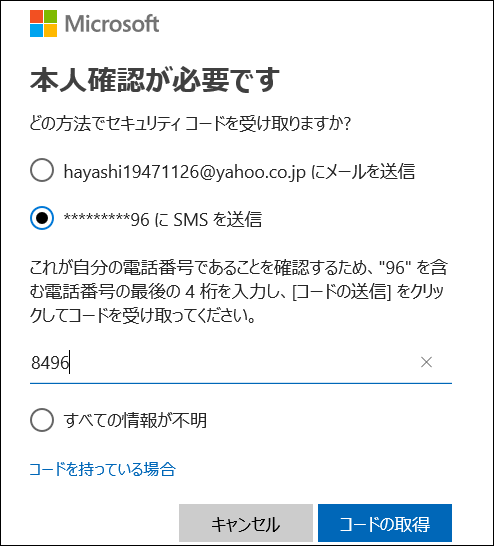 Microsoft
本人確認が必要です
どの方法でセキュリティ コードを受け取りますか?
hayashi19471126@yahoo.co.jp にメールを送信
*********96 に SMS を送信
これが自分の電話番号であることを確認するため、"96" を含
む電話番号の最後の 4 桁を入力し、[コードの送信] をクリッ
クしてコードを受け取ってください。
8496
すべての情報が不明
コードを持っている場合
キャンセル
コードの取得